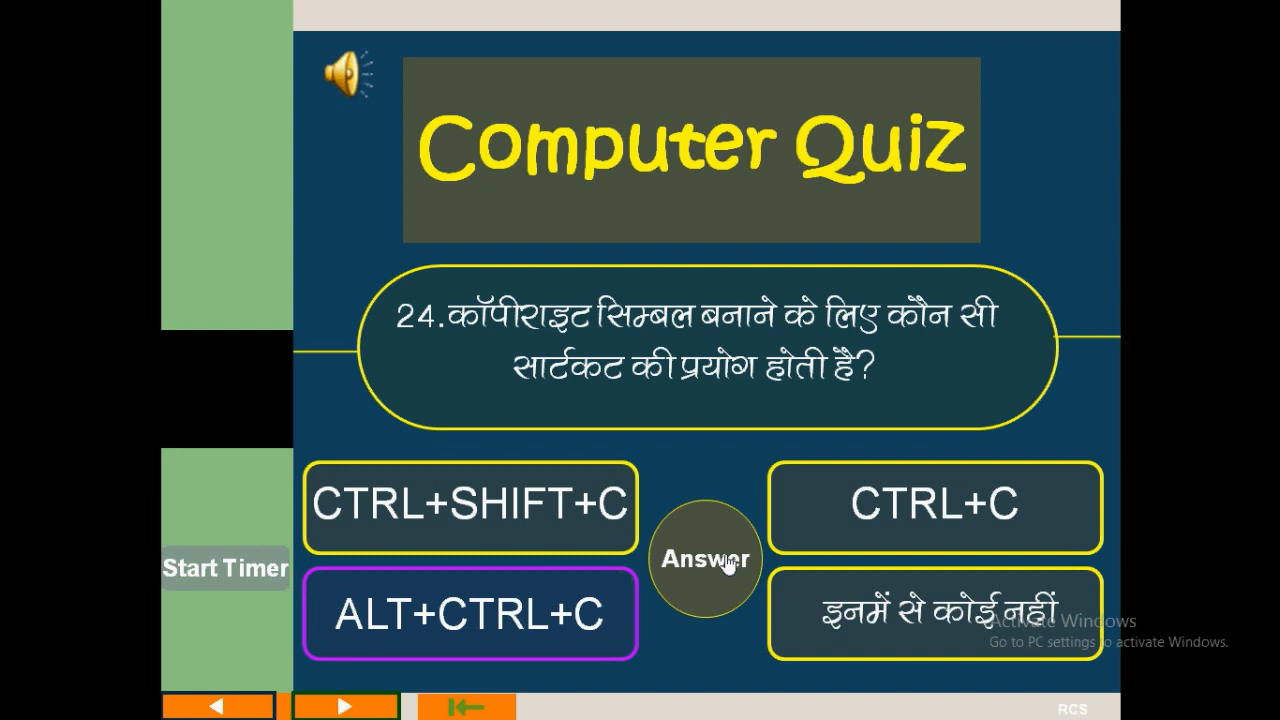 Computer Quiz
24.कॉपीराइट सिम्बल बनाने के लिए कौन सी
सार्टकट की प्रयोग होती है?
CTRL+SHIFT+C
CTRL+C
Answer
Start Timer
ALT+CTRL+C
इनमें से कोई नहीं
Activate Windows
Go to PC settings to activate Windows.
RCS